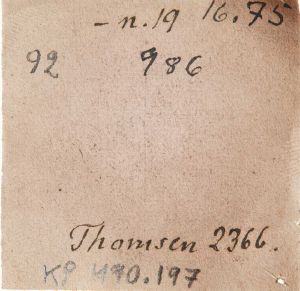 – n. 19 16.75
92 986
Thomsen 2366.
KP 490.197